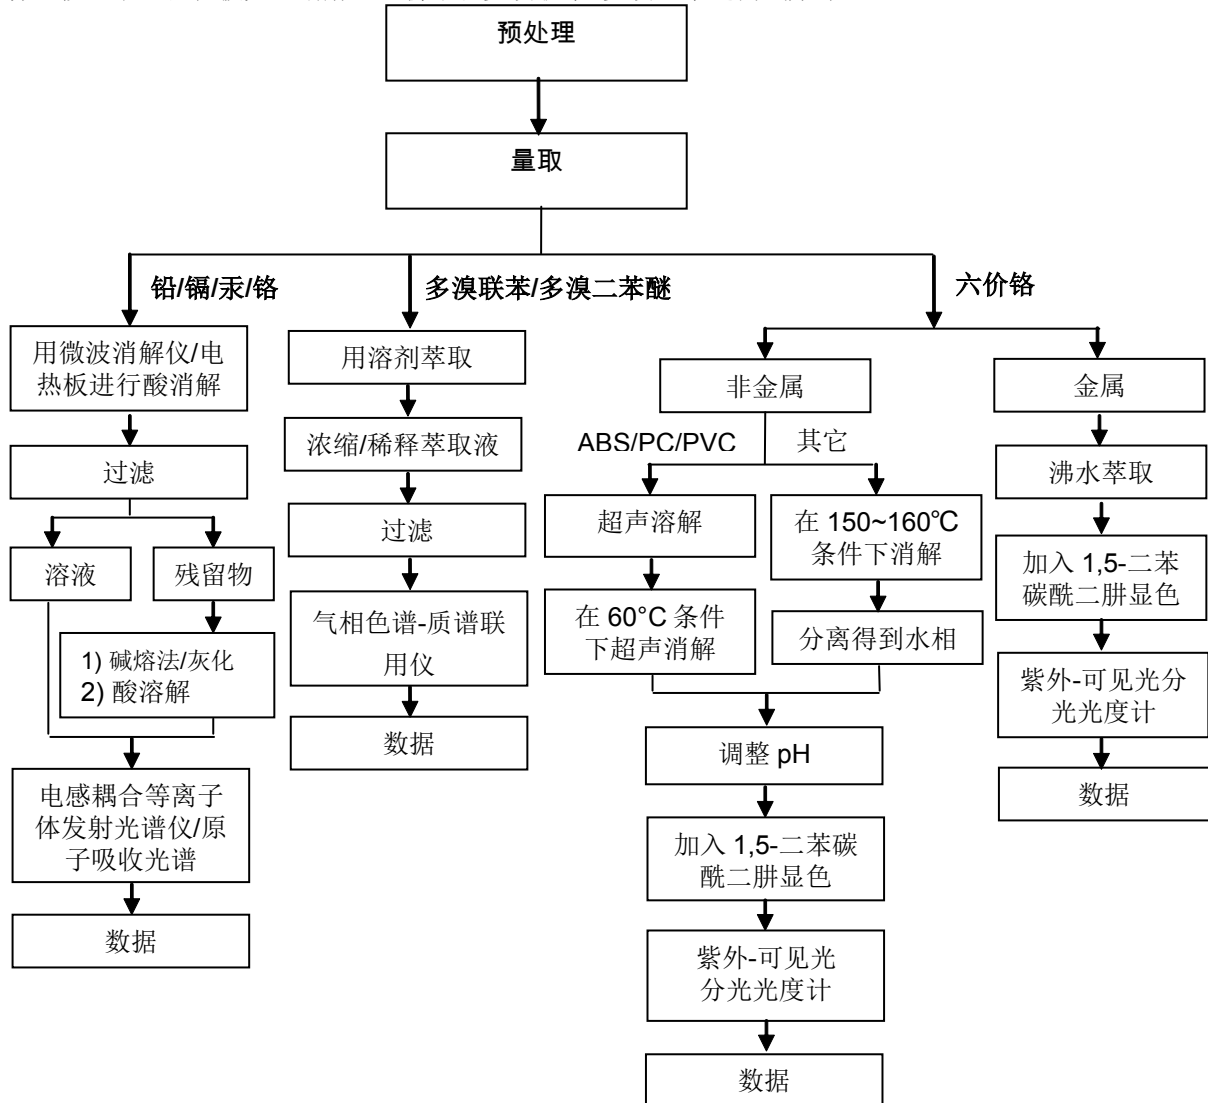 预处理
量取
铅/镉/汞/铬
多溴联苯/多溴二苯醚
六价铬
用微波消解仪/电
热板进行酸消解
过滤
溶液
残留物
1) 碱熔法/灰化
2) 酸溶解
电感耦合等离子
体发射光谱仪/原
子吸收光谱
数据
用溶剂萃取
浓缩/稀释萃取液
过滤
气相色谱-质谱联
用仪
数据
非金属
ABS/PC/PVC
其它
超声溶解
在 60°C 条件
下超声消解
在 150~160℃
条件下消解
分离得到水相
调整 pH
加入 1,5-二苯碳
酰二肼显色
紫外-可见光
分光光度计
数据
金属
沸水萃取
加入 1,5-二苯
碳酰二肼显色
紫外-可见光分
光光度计
数据